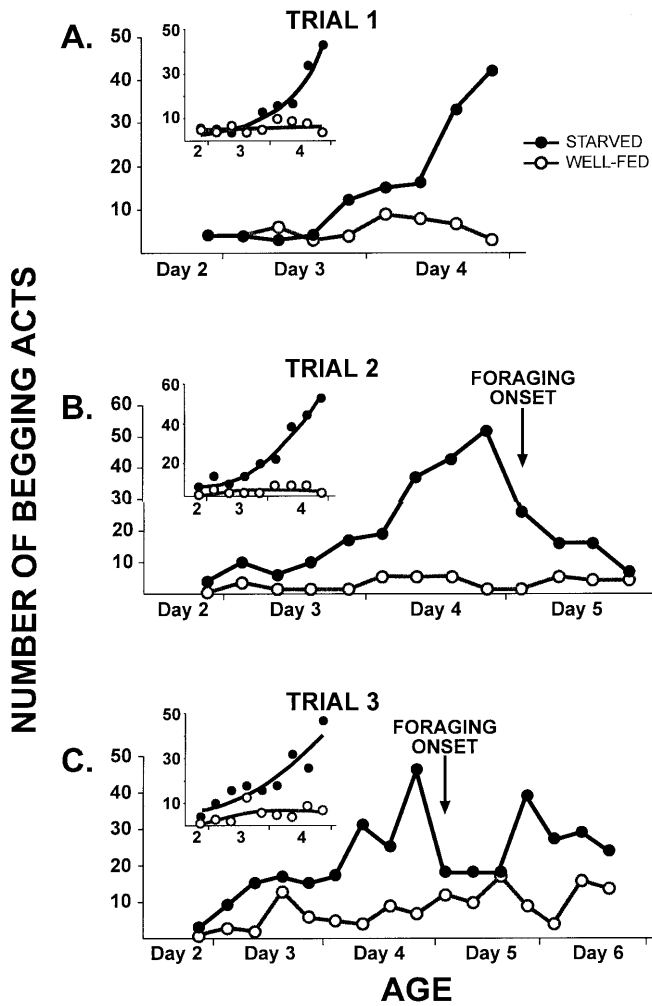 TRIAL 1
A.
50
40
30
20
10
50
30
10
2 3 4
STARVED
WELL-FED
Day 2 Day 3 Day 4
TRIAL 2
B.
FORAGING
ONSET
60
50
40
30
20
10
60
40
20
2 3 4
Day 2 Day 3 Day 4 Day 5
TRIAL 3
C.
FORAGING
ONSET
50
40
30
20
10
50
30
10
2 3 4
Day 2 Day 3 Day 4 Day 5 Day 6
NUMBER OF BEGGING ACTS
AGE